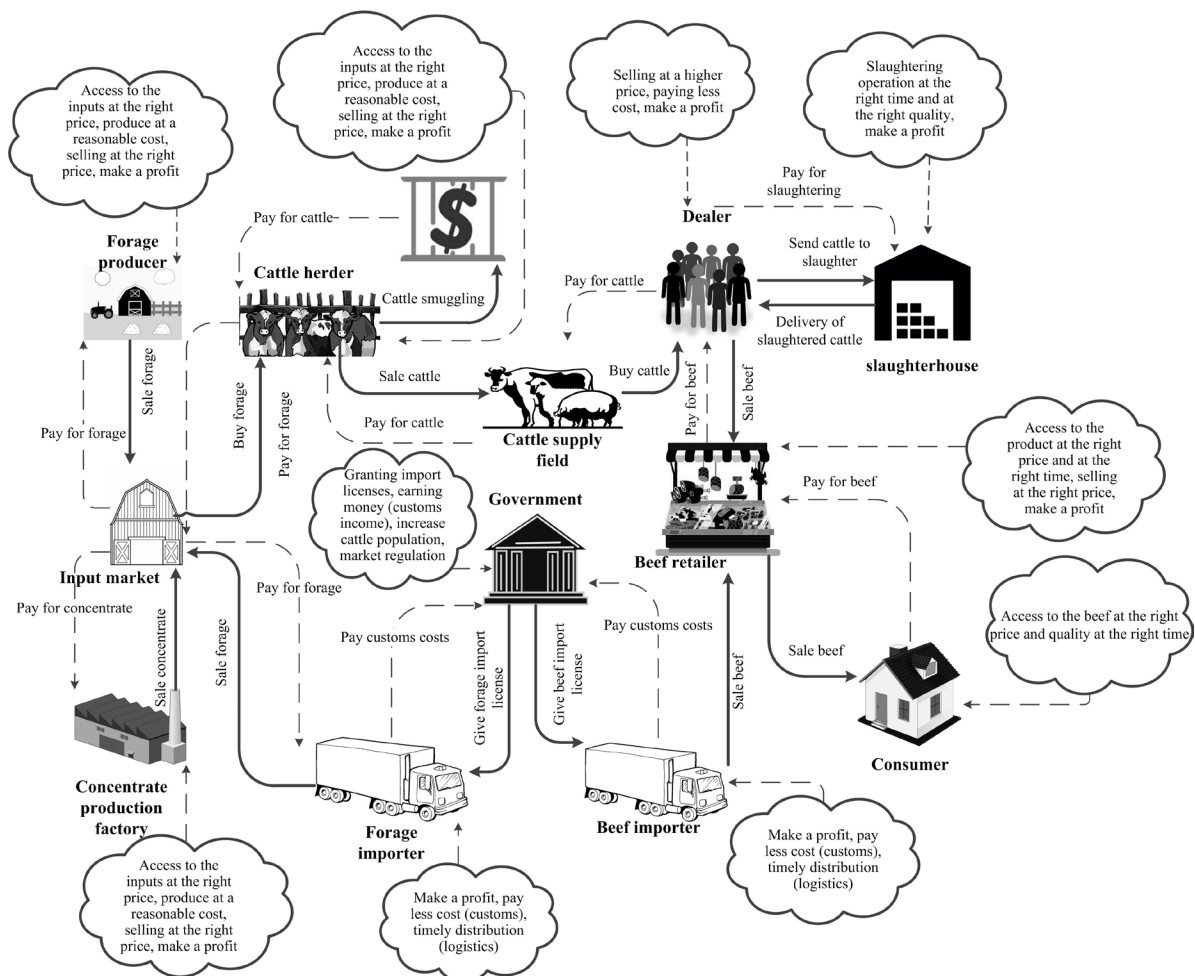 Access to the
inputs at the right
price, produce at a
reasonable cost,
selling at the right
price, make a profit
Access to the
inputs at the right
price, produce at a
reasonable cost,
selling at the right
price, make a profit
Selling at a higher
price, paying less
cost, make a profit
Slaughtering
operation at the
right time and at
the right quality,
make a profit
Pay for
slaughtering
Dealer
Pay for cattle
$
Forage
producer
Cattle herder
Send cattle to
slaughter
Pay for cattle
Cattle smuggling
Delivery of
slaughtered cattle
slaughterhouse
Sale forage
Sale cattle
Buy cattle
Pay for beef
Sale beef
Buy forage
Pay for forage
Pay for forage
Pay for cattle
Cattle supply
field
Access to the
product at the right
price and at the
right time, selling
at the right price,
make a profit
Granting import
licenses, earning
money (customs
income), increase
cattle population,
market regulation
Government
Pay for beef
Input market
Beef retailer
Pay for forage
Pay for concentrate
Sale concentrate
Sale forage
Pay customs costs
Pay customs costs
Give forage import
license
Give beef import
license
Sale beef
Sale beef
Access to the beef at the right
price and quality at the right time
Consumer
Concentrate
production
factory
Forage
importer
Beef importer
Access to the
inputs at the right
price, produce at a
reasonable cost,
selling at the right
price, make a profit
Make a profit, pay
less cost (customs),
timely distribution
(logistics)
Make a profit, pay
less cost (customs),
timely distribution
(logistics)